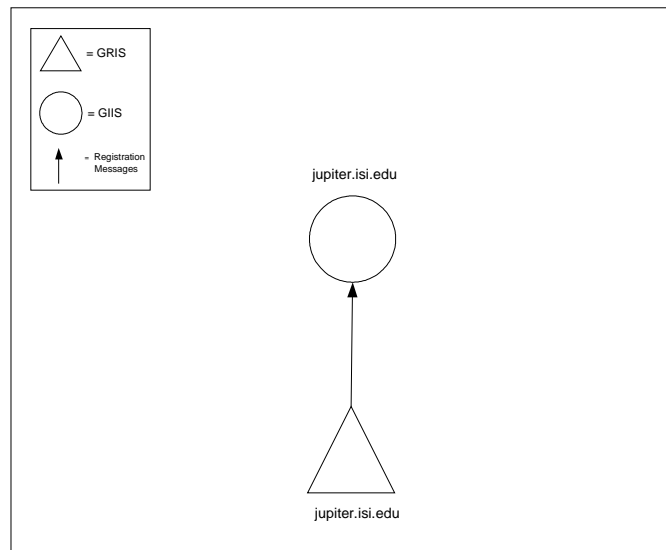 = GRIS
= GIIS
= Registration
Messages
jupiter.isi.edu
jupiter.isi.edu